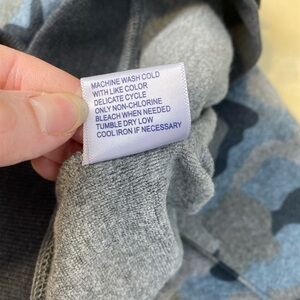 MACHINE WASH COLD
WITH LIKE COLOR
DELICATE CYCLE
ONLY NON-CHLORINE
BLEACH WHEN NEEDED
TUMBLE DRY LOW
COOL IRON IF NECESSARY